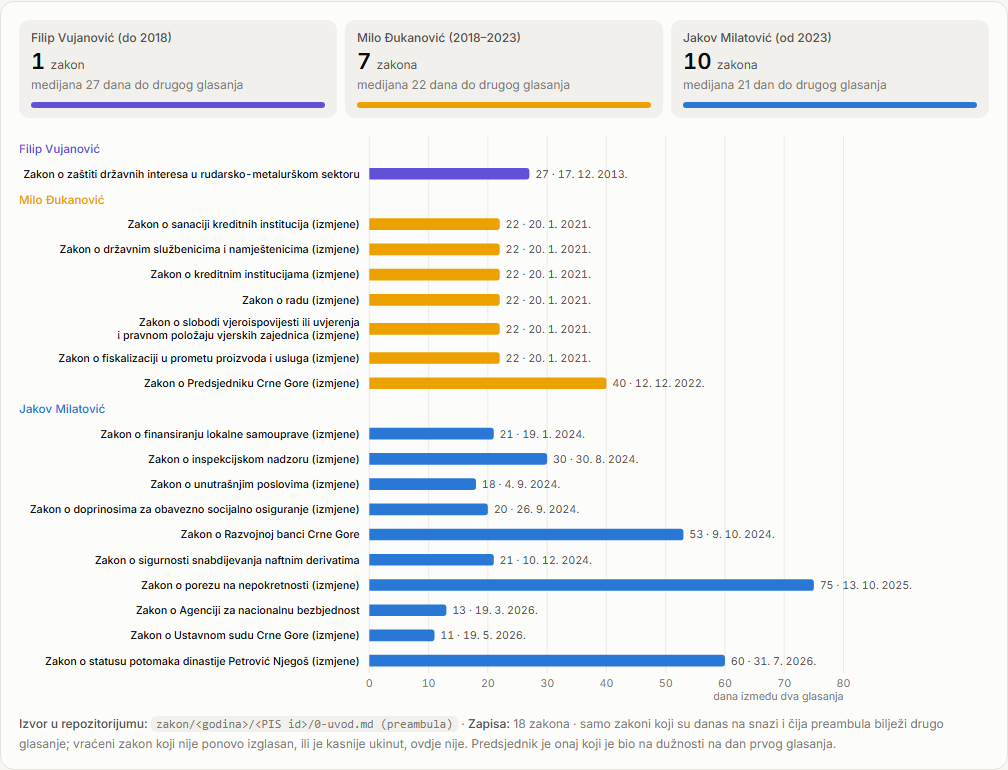 Filip Vujanović (do 2018)
1 zakon
medijana 27 dana do drugog glasanja
Milo Đukanović (2018–2023)
7 zakona
medijana 22 dana do drugog glasanja
Jakov Milatović (od 2023)
10 zakona
medijana 21 dan do drugog glasanja
Filip Vujanović
Zakon o zaštiti državnih interesa u rudarsko-metalurškom sektoru 27 · 17. 12. 2013.
Milo Đukanović
Zakon o sanaciji kreditnih institucija (izmjene) 22 · 20. 1. 2021.
Zakon o državnim službenicima i namještenicima (izmjene) 22 · 20. 1. 2021.
Zakon o kreditnim institucijama (izmjene) 22 · 20. 1. 2021.
Zakon o radu (izmjene) 22 · 20. 1. 2021.
Zakon o slobodi vjeroispovijesti ili uvjerenja
i pravnom položaju vjerskih zajednica (izmjene) 22 · 20. 1. 2021.
Zakon o fiskalizaciji u prometu proizvoda i usluga (izmjene) 22 · 20. 1. 2021.
Zakon o Predsjedniku Crne Gore (izmjene) 40 · 12. 12. 2022.
Jakov Milatović
Zakon o finansiranju lokalne samouprave (izmjene) 21 · 19. 1. 2024.
Zakon o inspekcijskom nadzoru (izmjene) 30 · 30. 8. 2024.
Zakon o unutrašnjim poslovima (izmjene) 18 · 4. 9. 2024.
Zakon o doprinosima za obavezno socijalno osiguranje (izmjene) 20 · 26. 9. 2024.
Zakon o Razvojnoj banci Crne Gore 53 · 9. 10. 2024.
Zakon o sigurnosti snabdijevanja naftnim derivatima 21 · 10. 12. 2024.
Zakon o porezu na nepokretnosti (izmjene) 75 · 13. 10. 2025.
Zakon o Agenciji za nacionalnu bezbjednost 13 · 19. 3. 2026.
Zakon o Ustavnom sudu Crne Gore (izmjene) 11 · 19. 5. 2026.
Zakon o statusu potomaka dinastije Petrović Njegoš (izmjene) 60 · 31. 7. 2026.
0 10 20 30 40 50 60 70 80
dana između dva glasanja
Izvor u repozitorijumu: zakon/<godina>/<PIS id>/0-uvod.md (preambula) · Zapisa: 18 zakona · samo zakoni koji su danas na snazi i čija preambula bilježi drugo
glasanje; vraćeni zakon koji nije ponovo izglasan, ili je kasnije ukinut, ovdje nije. Predsjednik je onaj koji je bio na dužnosti na dan prvog glasanja.